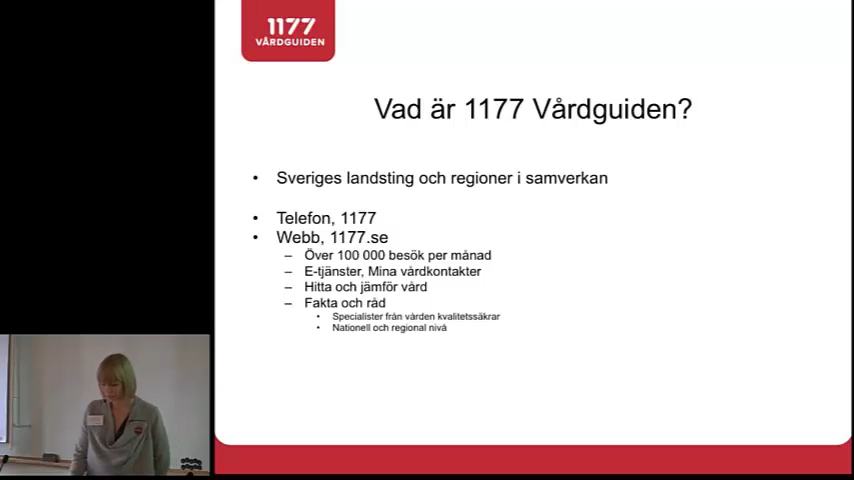 1177
VÅRDGUIDEN
Vad är 1177 Vårdguiden?
• Sveriges landsting och regioner i samverkan
• Telefon, 1177
• Webb, 1177.se
– Över 100 000 besök per månad
– E-tjänster, Mina vårdkontakter
– Hitta och jämför vård
– Fakta och råd
• Specialister från vården kvalitetssäkrar
• Nationell och regional nivå